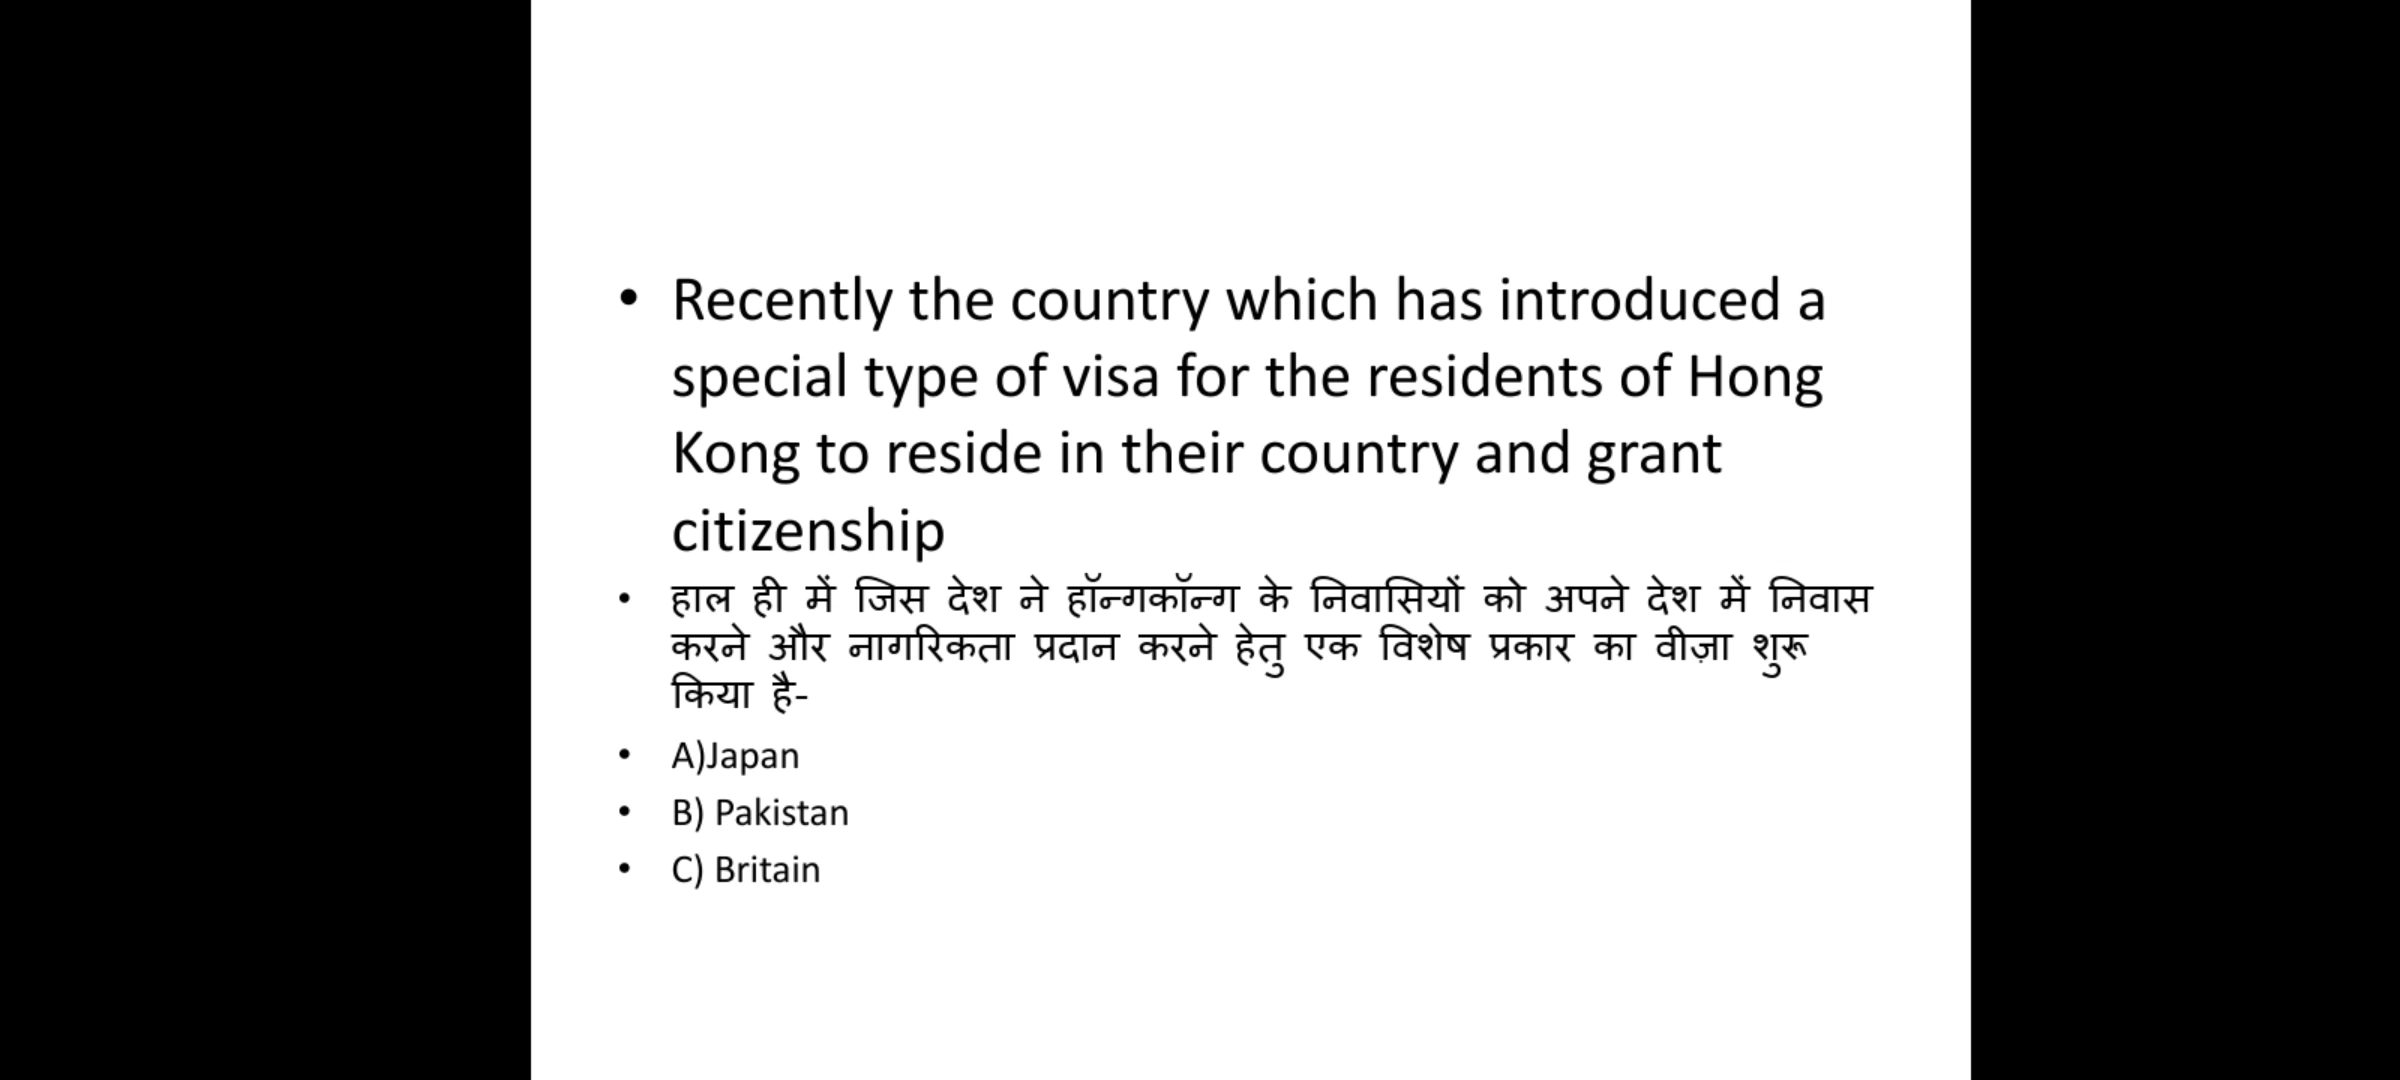 • Recently the country which has introduced a
special type of visa for the residents of Hong
Kong to reside in their country and grant
citizenship
• हाल ही में जिस देश ने हॉन्गकॉन्ग के निवासियों को अपने देश में निवास
करने और नागरिकता प्रदान करने हेतु एक विशेष प्रकार का वीज़ा शुरू
किया है-
• A)Japan
• B) Pakistan
• C) Britain